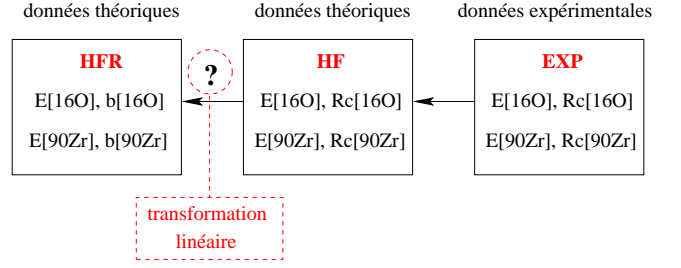 données théoriques
données théoriques
données expérimentales
HFR
E[16O], b[16O]
E[90Zr], b[90Zr]
?
HF
E[16O], Rc[16O]
E[90Zr], Rc[90Zr]
EXP
E[16O], Rc[16O]
E[90Zr], Rc[90Zr]
transformation
linéaire